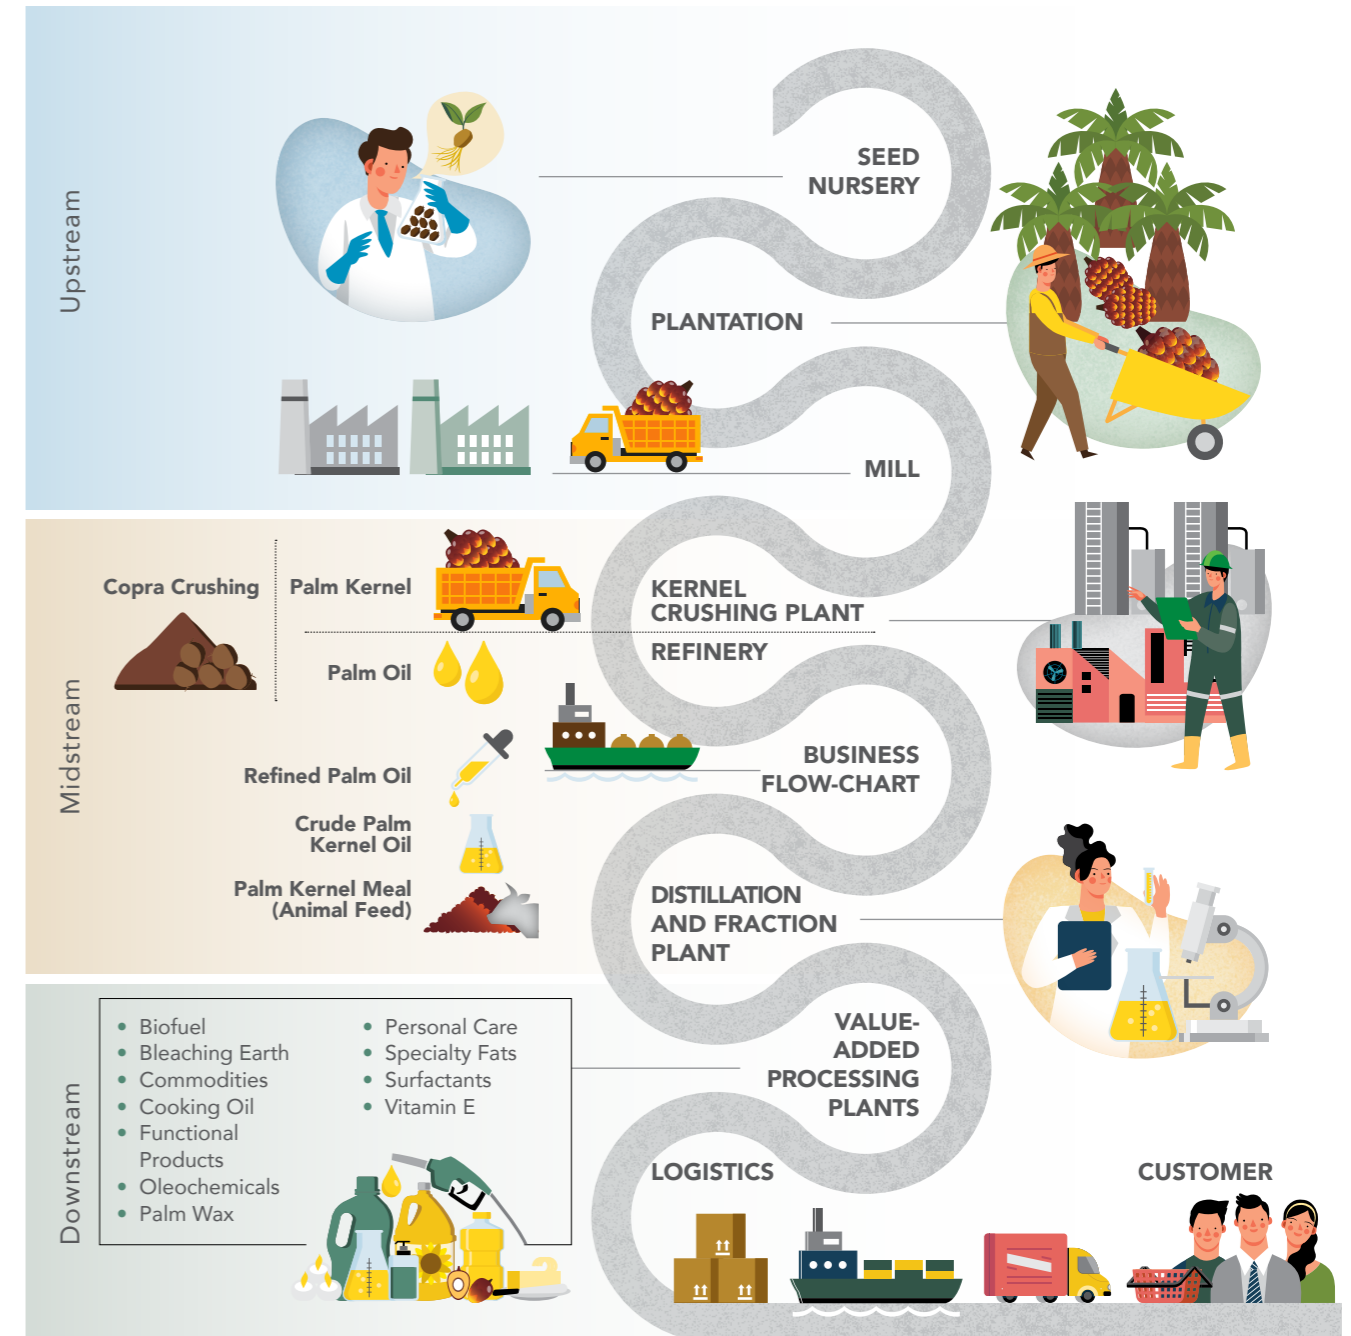 Upstream
SEED
NURSERY
PLANTATION
MILL
Midstream
Copra Crushing
Palm Kernel
KERNEL
CRUSHING PLANT
REFINERY
Palm Oil
BUSINESS
FLOW-CHART
Refined Palm Oil
Crude Palm
Kernel Oil
Palm Kernel Meal
(Animal Feed)
DISTILLATION
AND FRACTION
PLANT
Downstream
• Biofuel
• Bleaching Earth
• Commodities
• Cooking Oil
• Functional
Products
• Oleochemicals
• Palm Wax
• Personal Care
• Specialty Fats
• Surfactants
• Vitamin E
VALUE-
ADDED
PROCESSING
PLANTS
LOGISTICS
CUSTOMER